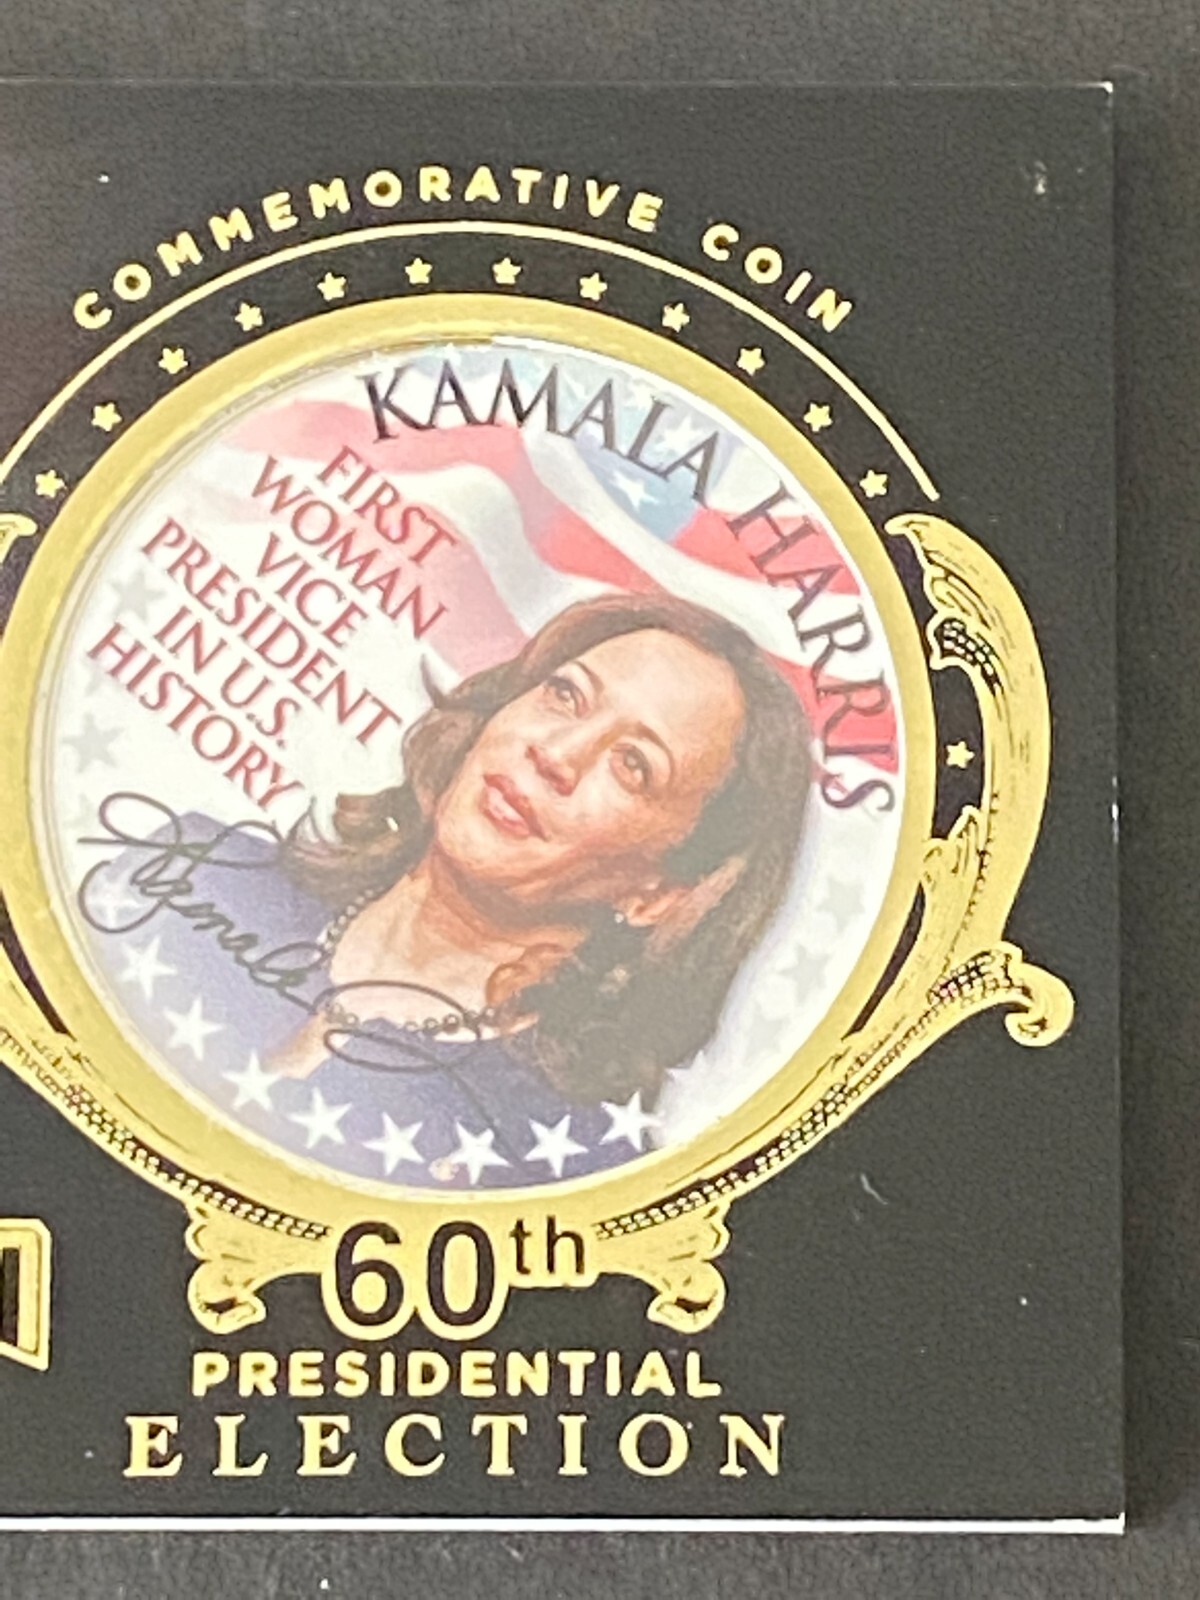 COMMEMORATIVE COIN
KAMALA HARRIS
FIRST
WOMAN
VICE
PRESIDENT
IN U.S.
HISTORY
60th
PRESIDENTIAL
ELECTION